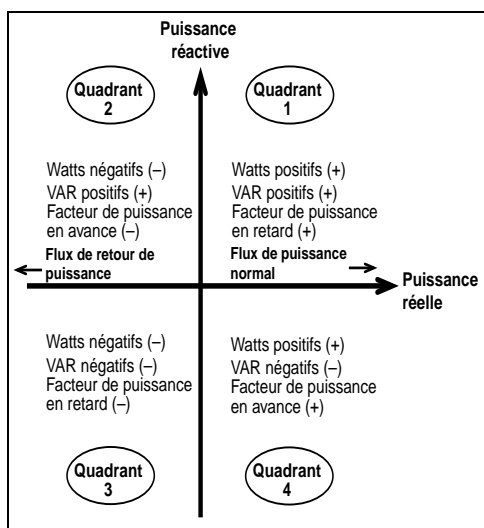 Puissance
réactive
Quadrant
2
Quadrant
1
Watts négatifs (–)
VAR positifs (+)
Facteur de puissance
en avance (–)
Flux de retour de
puissance
Watts positifs (+)
VAR positifs (+)
Facteur de puissance
en retard (+)
Flux de puissance
normal
Puissance
réelle
Watts négatifs (–)
VAR négatifs (–)
Facteur de puissance
en retard (–)
Watts positifs (+)
VAR négatifs (–)
Facteur de puissance
en avance (+)
Quadrant
3
Quadrant
4